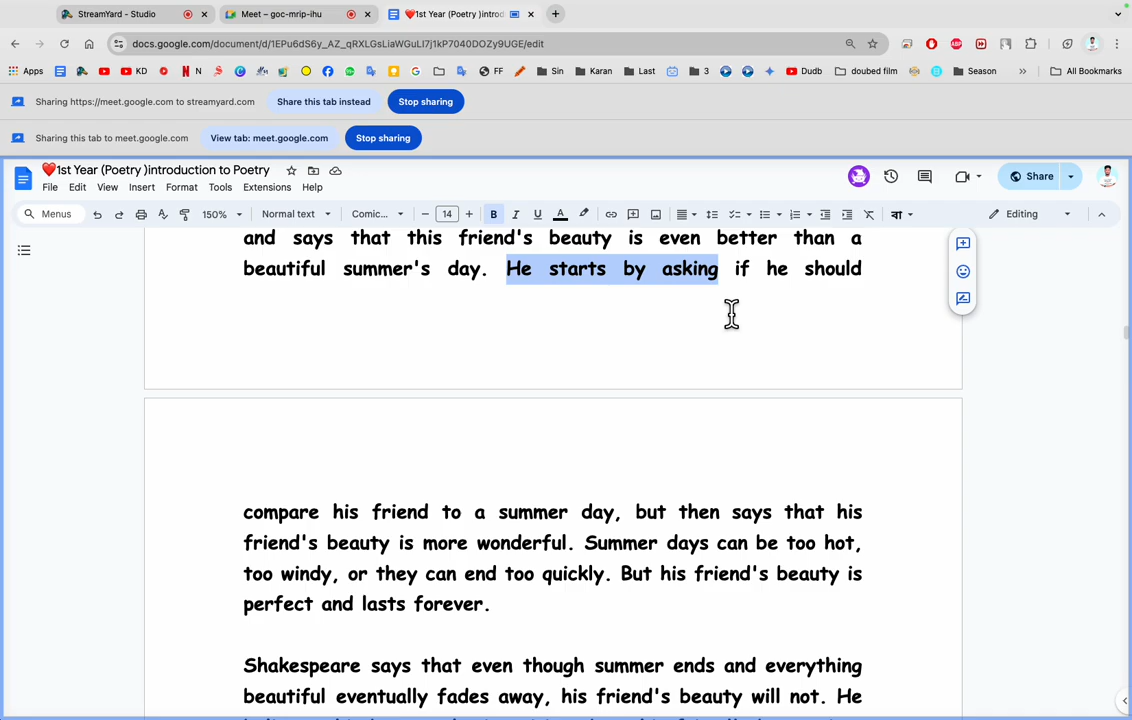 StreamYard - Studio
Meet – goc-mrip-ihu
❤️1st Year (Poetry )introd
docs.google.com/document/d/1EPu6dS6y_AZ_qRXLGsLiaWGuLI7j1kP7040DOZy9UGE/edit
Apps
KD
N
FF
Sin
Karan
Last
3
Dudb
doubed film
Season
All Bookmarks
Sharing https://meet.google.com to streamyard.com
Share this tab instead
Stop sharing
Sharing this tab to meet.google.com
View tab: meet.google.com
Stop sharing
❤️1st Year (Poetry )introduction to Poetry
File Edit View Insert Format Tools Extensions Help
Share
Menus
150%
Normal text
Comic...
14
B
I
U
A
বা
Editing
and says that this friend's beauty is even better than a
beautiful summer's day. He starts by asking if he should
compare his friend to a summer day, but then says that his
friend's beauty is more wonderful. Summer days can be too hot,
too windy, or they can end too quickly. But his friend's beauty is
perfect and lasts forever.
Shakespeare says that even though summer ends and everything
beautiful eventually fades away, his friend's beauty will not. He